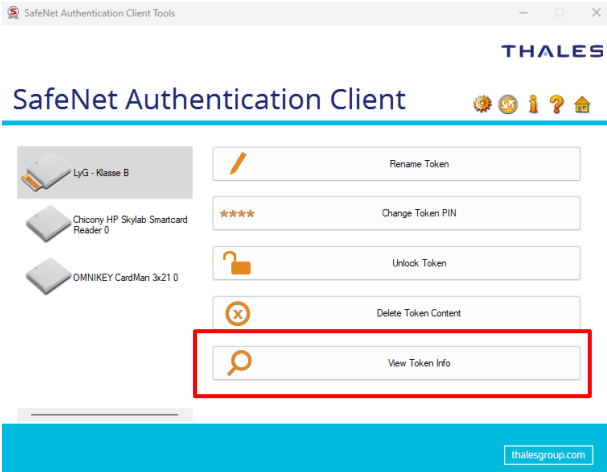 SafeNet Authentication Client Tools
THALES
SafeNet Authentication Client
LyG - Klasse B
Rename Token
Chicony HP Skylab Smartcard
Reader 0
**** Change Token PIN
OMNIKEY CardMan 3x21 0
Unlock Token
Delete Token Content
View Token Info
thalesgroup.com